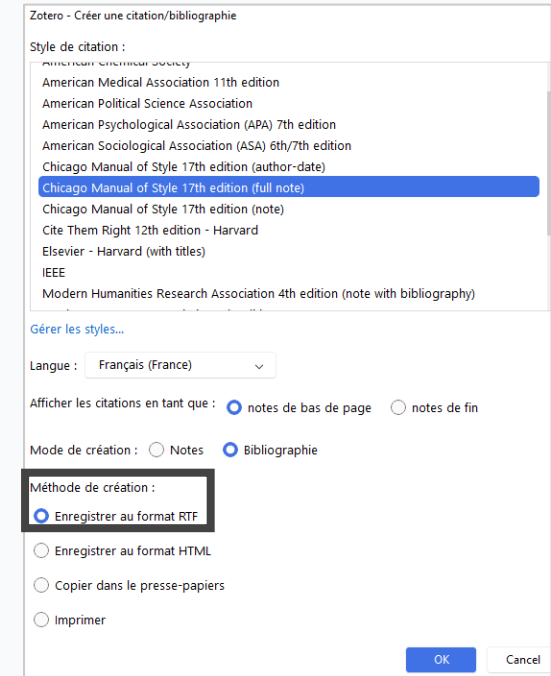 Zotero - Créer une citation/bibliographie
Style de citation :
American Chemical Society
American Medical Association 11th edition
American Political Science Association
American Psychological Association (APA) 7th edition
American Sociological Association (ASA) 6th/7th edition
Chicago Manual of Style 17th edition (author-date)
Chicago Manual of Style 17th edition (full note)
Chicago Manual of Style 17th edition (note)
Cite Them Right 12th edition - Harvard
Elsevier - Harvard (with titles)
IEEE
Modern Humanities Research Association 4th edition (note with bibliography)
Gérer les styles...
Langue : Français (France)
Afficher les citations en tant que : notes de bas de page notes de fin
Mode de création : Notes Bibliographie
Méthode de création :
Enregistrer au format RTF
Enregistrer au format HTML
Copier dans le presse-papiers
Imprimer
OK Cancel